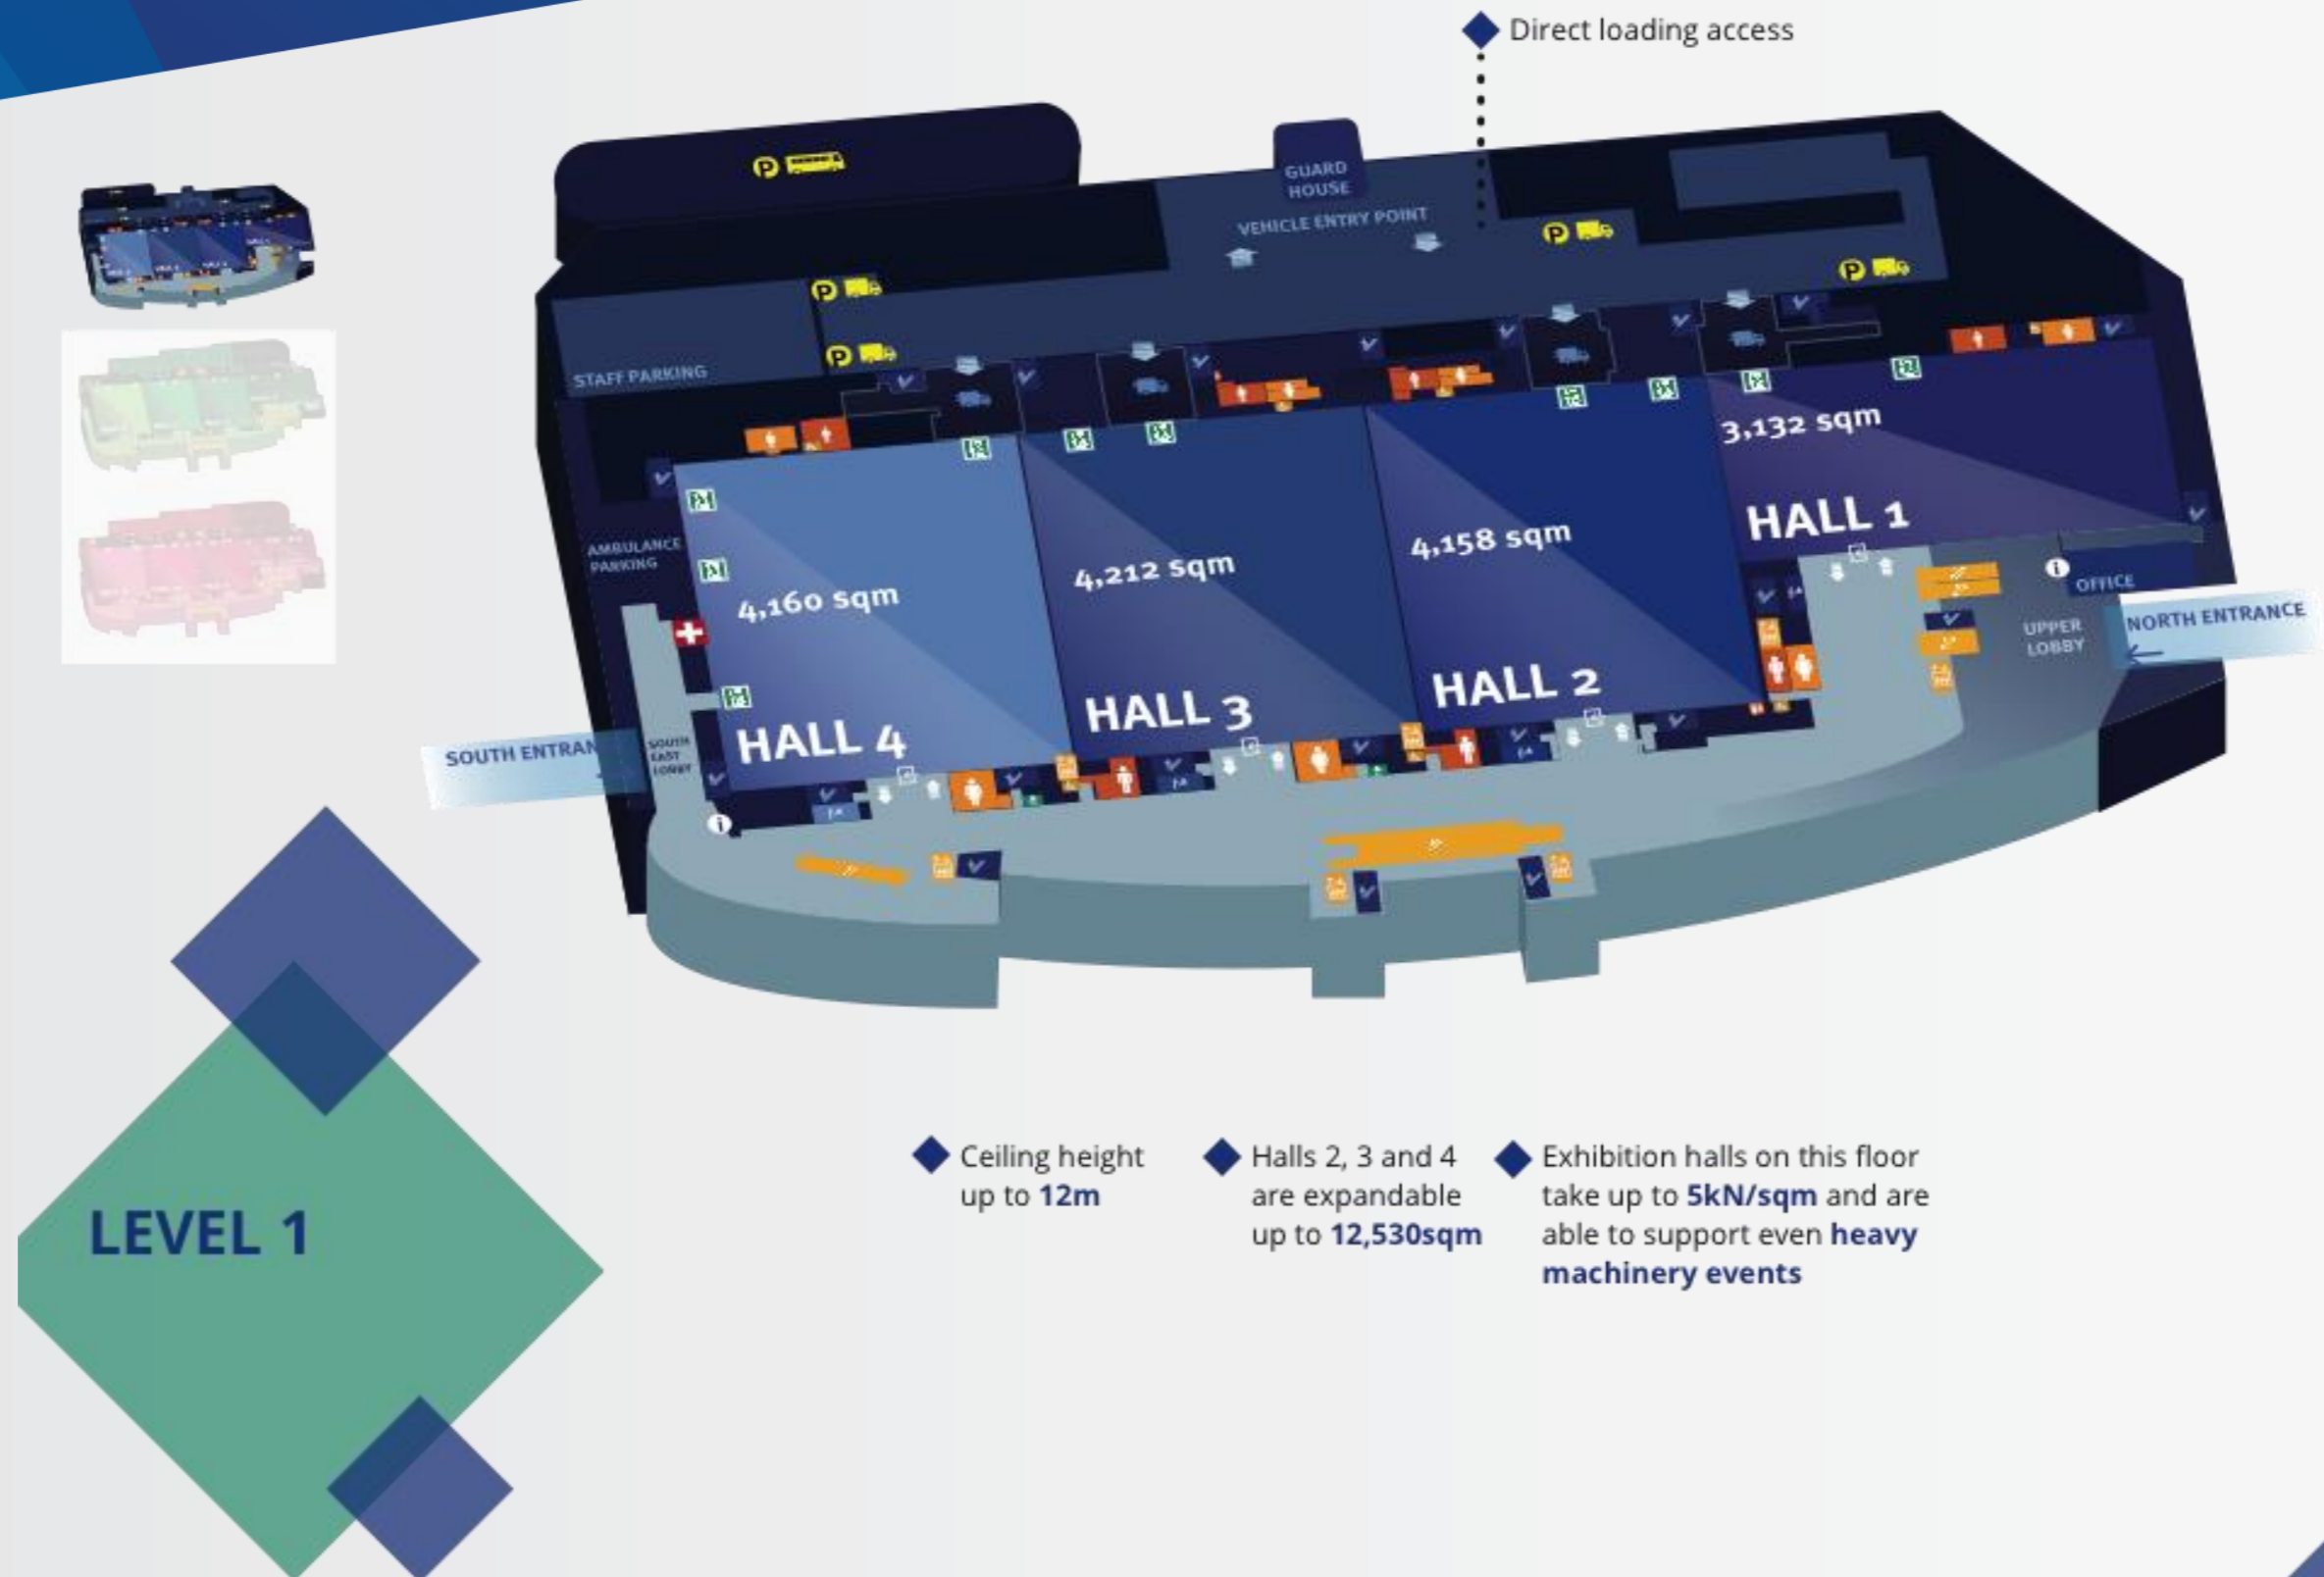 Direct loading access
P
GUARD
HOUSE
VEHICLE ENTRY POINT
P
P
P
P
STAFF PARKING
3,132 sqm
HALL 1
AMBULANCE
PARKING
4,158 sqm
4,212 sqm
4,160 sqm
OFFICE
NORTH ENTRANCE
UPPER
LOBBY
HALL 2
HALL 3
HALL 4
SOUTH ENTRAN
SOUTH
EAST
LOBBY
i
i
Ceiling height
up to 12m
Halls 2, 3 and 4
are expandable
up to 12,530sqm
Exhibition halls on this floor
take up to 5kN/sqm and are
able to support even heavy
machinery events
LEVEL 1